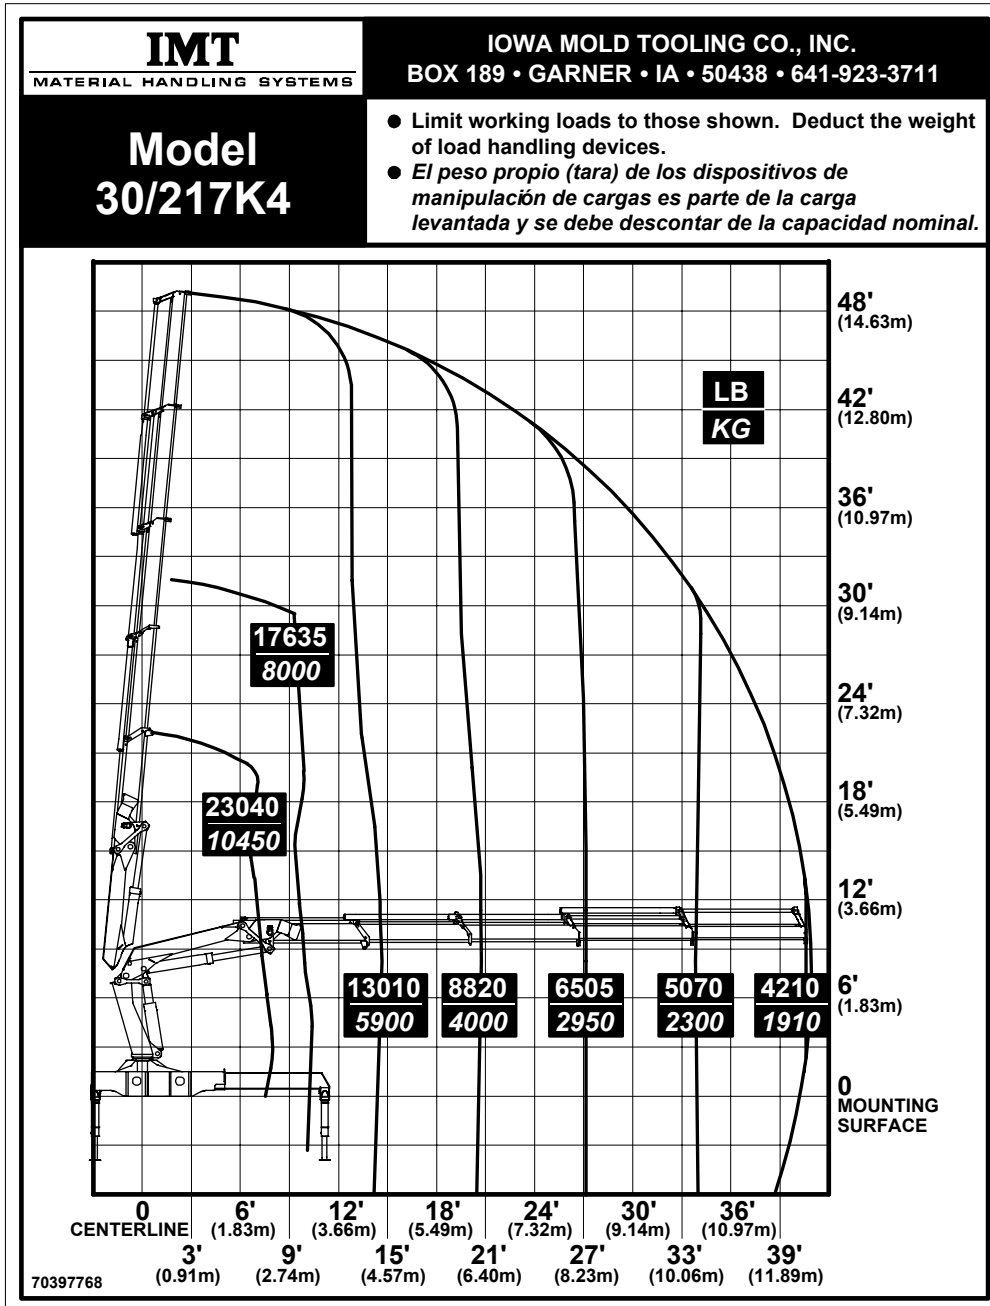 IMT
MATERIAL HANDLING SYSTEMS
IOWA MOLD TOOLING CO., INC.
BOX 189 • GARNER • IA • 50438 • 641-923-3711
Model
30/217K4
● Limit working loads to those shown. Deduct the weight
of load handling devices.
● El peso propio (tara) de los dispositivos de
manipulación de cargas es parte de la carga
levantada y se debe descontar de la capacidad nominal.
48'
(14.63m)
LB
KG
42'
(12.80m)
36'
(10.97m)
30'
(9.14m)
17635
8000
24'
(7.32m)
23040
10450
18'
(5.49m)
12'
(3.66m)
13010
5900
8820
4000
6505
2950
5070
2300
4210
1910
6'
(1.83m)
0
MOUNTING
SURFACE
0 6' 12' 18' 24' 30' 36'
CENTERLINE (1.83m) (3.66m) (5.49m) (7.32m) (9.14m) (10.97m)
3' 9' 15' 21' 27' 33' 39'
(0.91m) (2.74m) (4.57m) (6.40m) (8.23m) (10.06m) (11.89m)
70397768